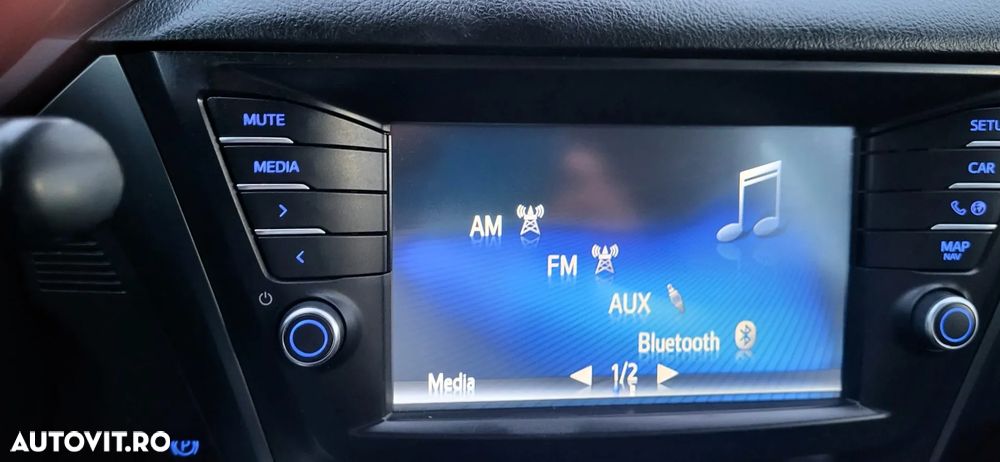 MUTE
MEDIA
>
<
SETU
CAR
MAP
NAV
AM
FM
AUX
Bluetooth
Media
1/2
AUTOVIT.RO
P